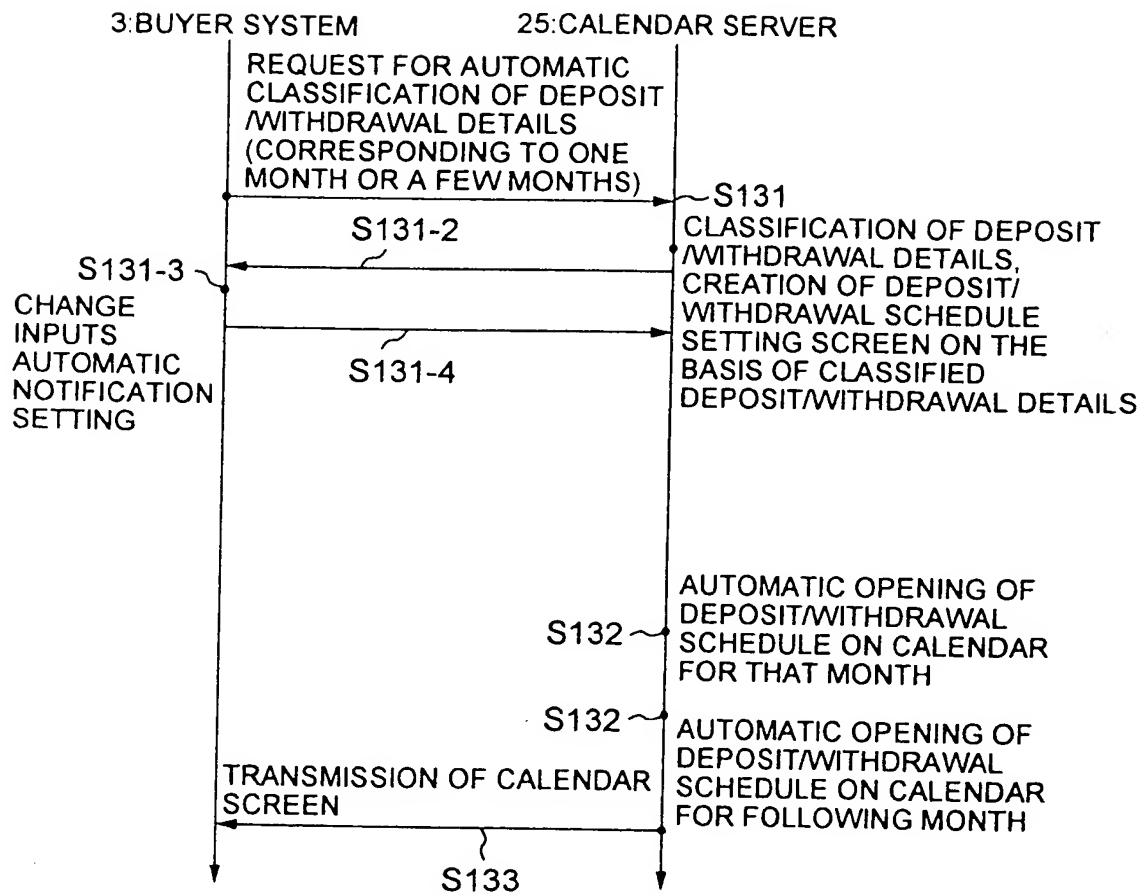 3:BUYER SYSTEM
25:CALENDAR SERVER
REQUEST FOR AUTOMATIC
CLASSIFICATION OF DEPOSIT
/WITHDRAWAL DETAILS
(CORRESPONDING TO ONE
MONTH OR A FEW MONTHS)
S131
S131-2
CLASSIFICATION OF DEPOSIT
/WITHDRAWAL DETAILS,
CREATION OF DEPOSIT/
WITHDRAWAL SCHEDULE
SETTING SCREEN ON THE
BASIS OF CLASSIFIED
DEPOSIT/WITHDRAWAL DETAILS
S131-3
CHANGE
INPUTS
AUTOMATIC
NOTIFICATION
SETTING
S131-4
S132
AUTOMATIC OPENING OF
DEPOSIT/WITHDRAWAL
SCHEDULE ON CALENDAR
FOR THAT MONTH
S132
AUTOMATIC OPENING OF
DEPOSIT/WITHDRAWAL
SCHEDULE ON CALENDAR
FOR FOLLOWING MONTH
TRANSMISSION OF CALENDAR
SCREEN
S133